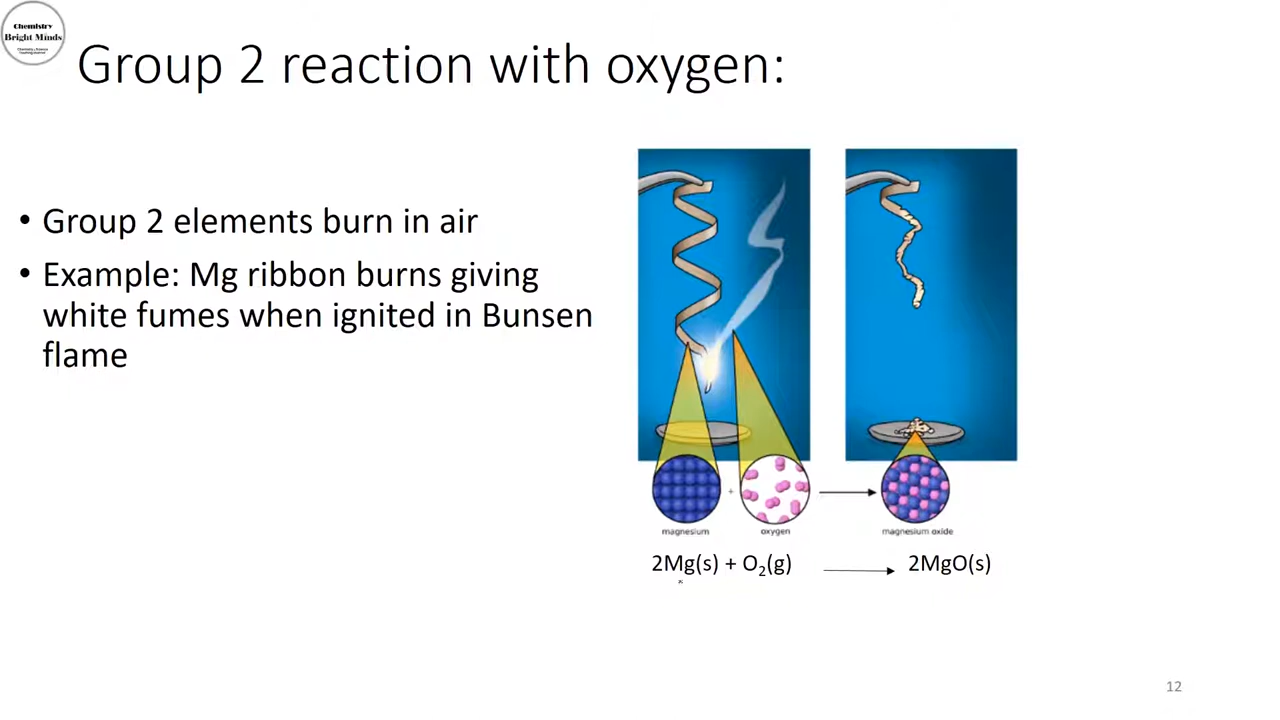 Chemistry
Bright Minds
Group 2 reaction with oxygen:
• Group 2 elements burn in air
• Example: Mg ribbon burns giving
white fumes when ignited in Bunsen
flame
+
magnesium
oxygen
magnesium oxide
2Mg(s) + O₂(g)
2MgO(s)
12